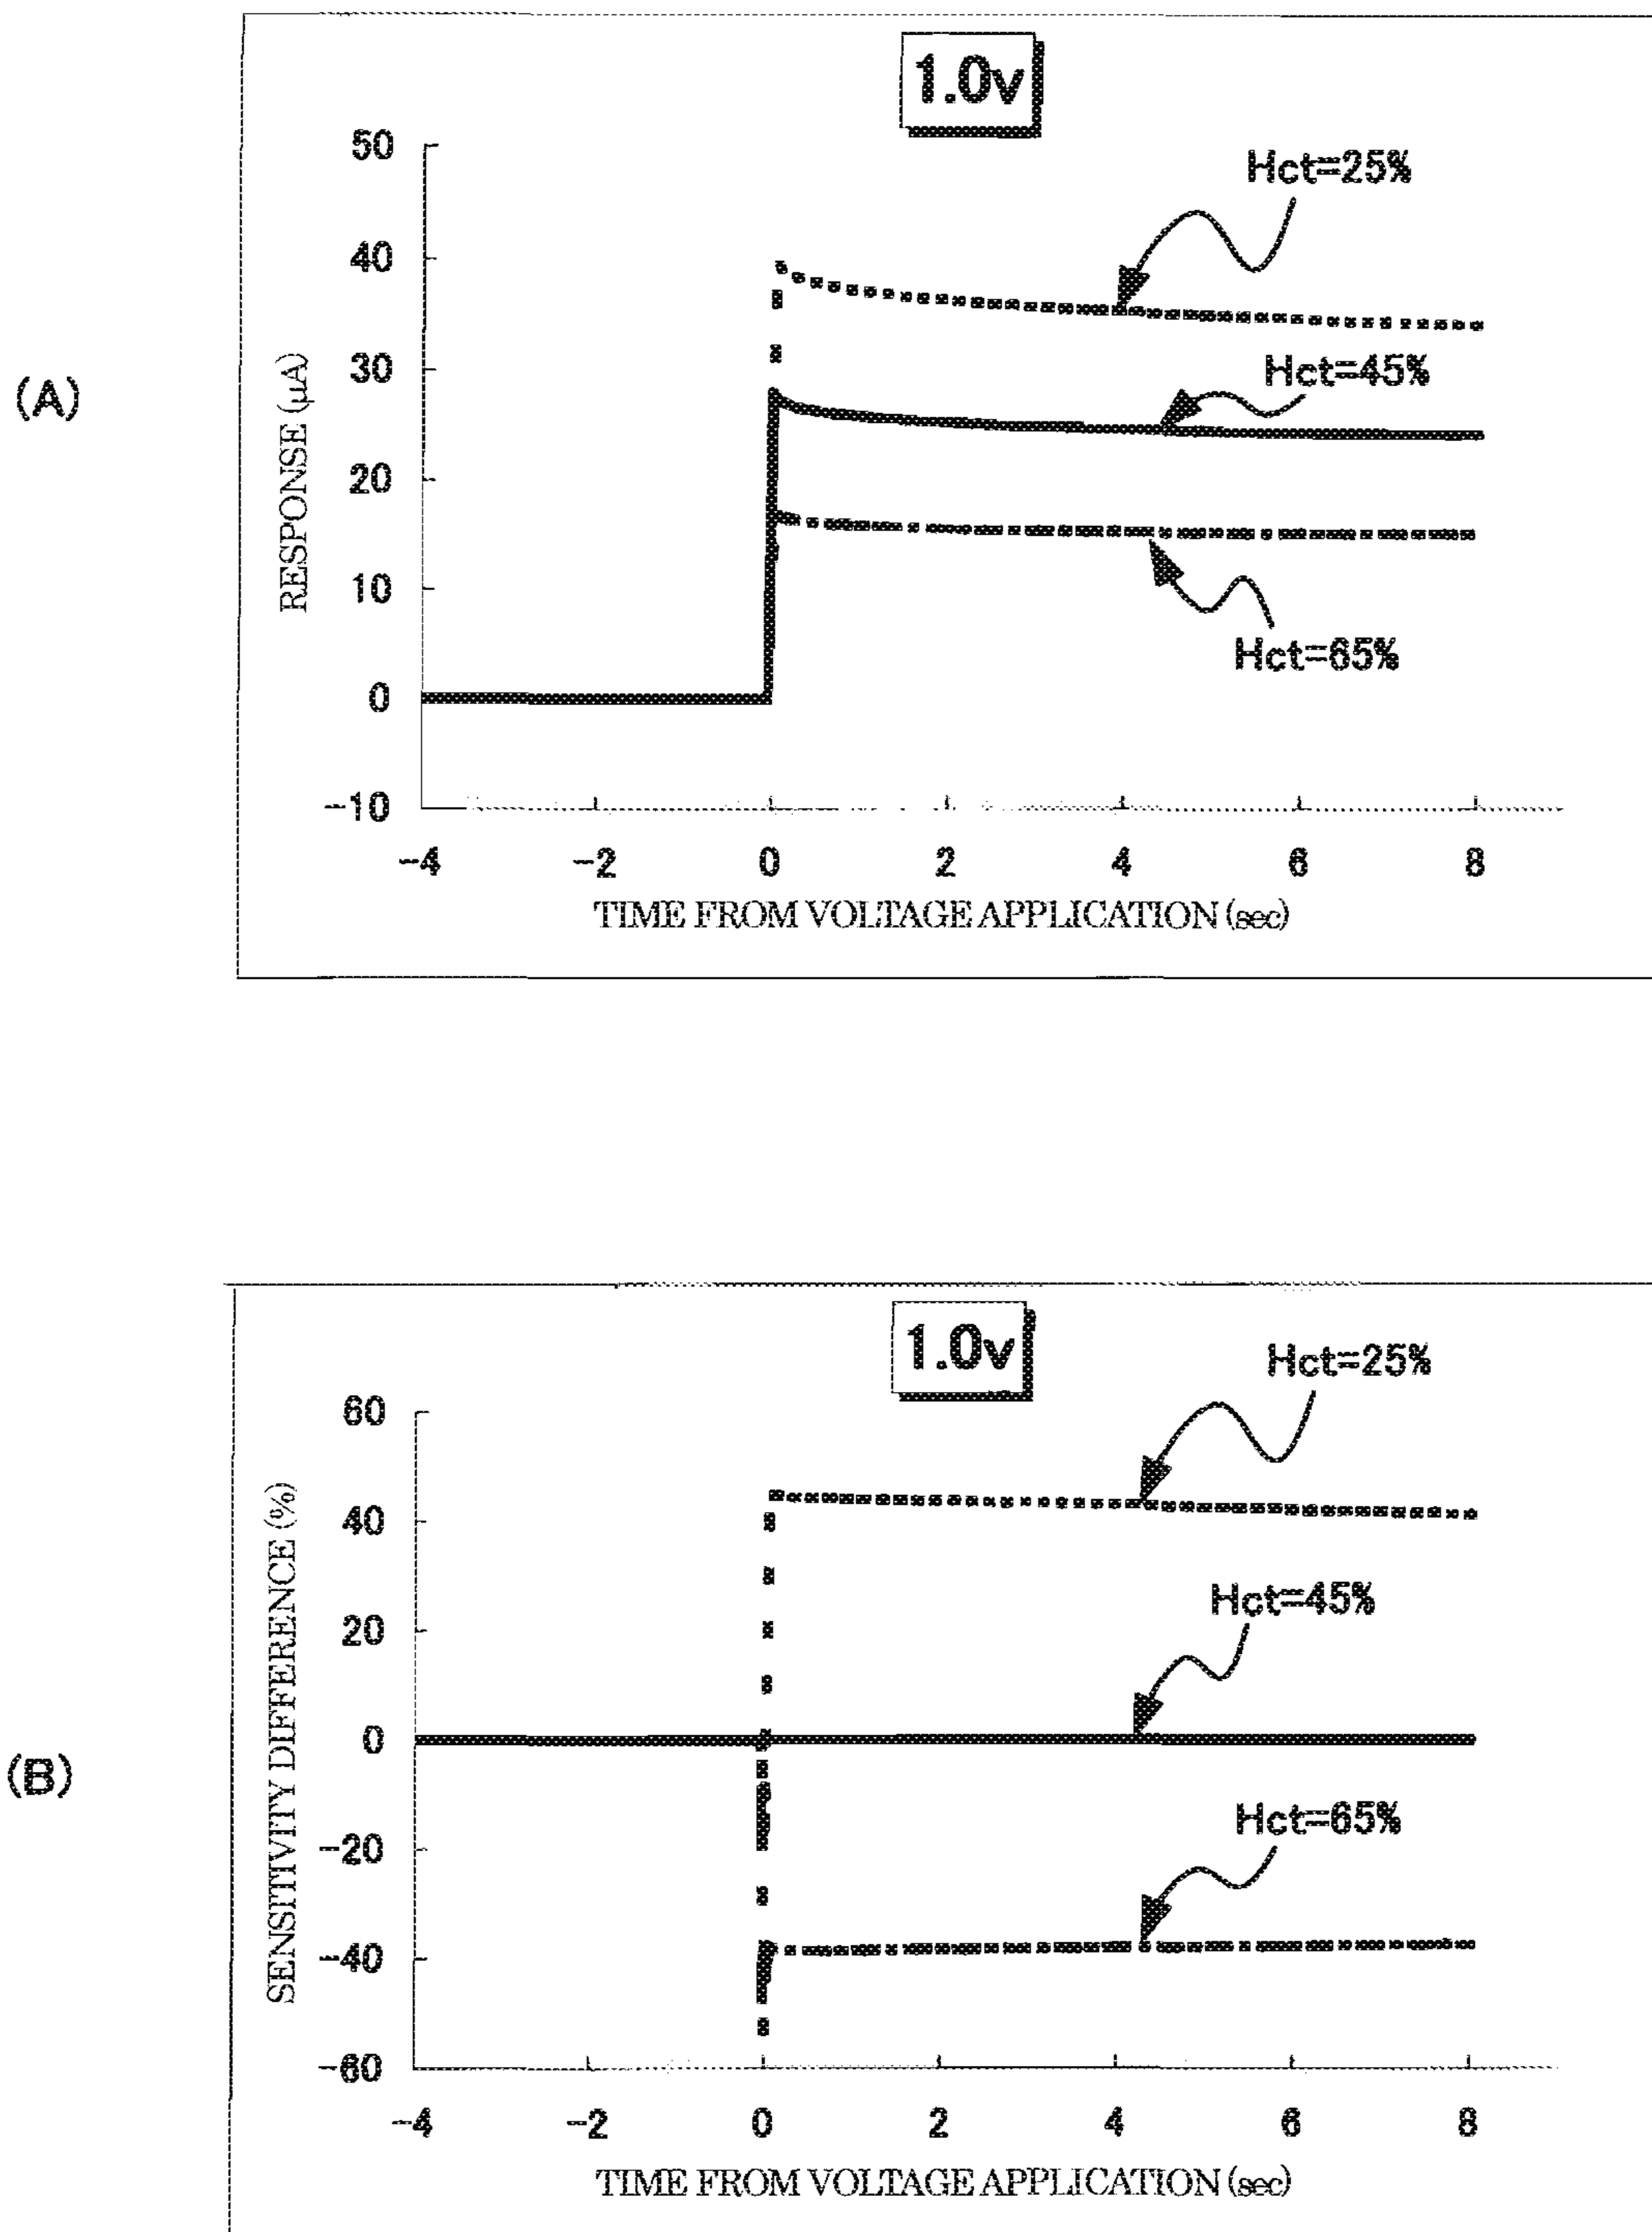 (A)
1.0v
RESPONSE (µA)
50
40
30
20
10
0
-10
Hct=25%
Hct=45%
Hct=65%
-4 -2 0 2 4 6 8
TIME FROM VOLTAGE APPLICATION (sec)
(B)
1.0v
SENSITIVITY DIFFERENCE (%)
60
40
20
0
-20
-40
-60
Hct=25%
Hct=45%
Hct=65%
-4 -2 0 2 4 6 8
TIME FROM VOLTAGE APPLICATION (sec)